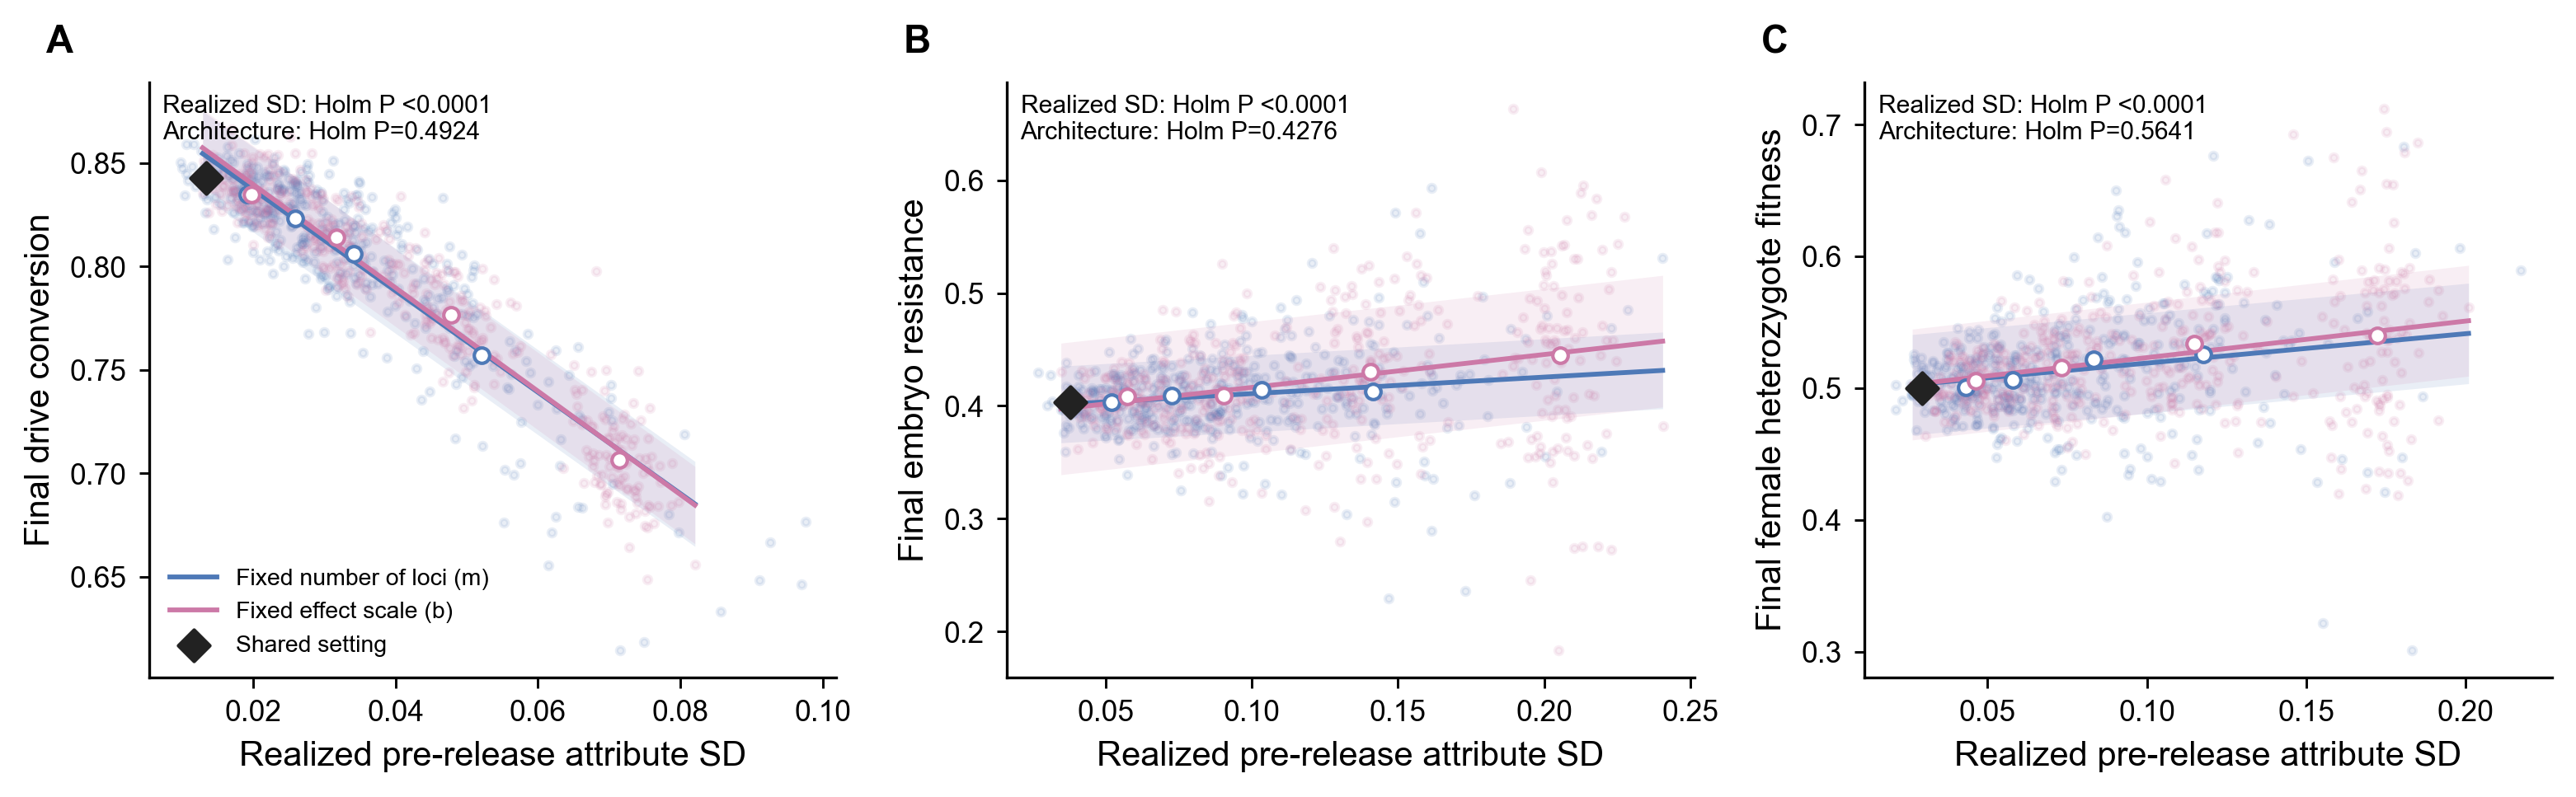 A
Realized SD: Holm P <0.0001
Architecture: Holm P=0.4924
Final drive conversion
0.85
0.80
0.75
0.70
0.65
Fixed number of loci (m)
Fixed effect scale (b)
Shared setting
0.02 0.04 0.06 0.08 0.10
Realized pre-release attribute SD
B
Realized SD: Holm P <0.0001
Architecture: Holm P=0.4276
Final embryo resistance
0.6
0.5
0.4
0.3
0.2
0.05 0.10 0.15 0.20 0.25
Realized pre-release attribute SD
C
Realized SD: Holm P <0.0001
Architecture: Holm P=0.5641
Final female heterozygote fitness
0.7
0.6
0.5
0.4
0.3
0.05 0.10 0.15 0.20
Realized pre-release attribute SD